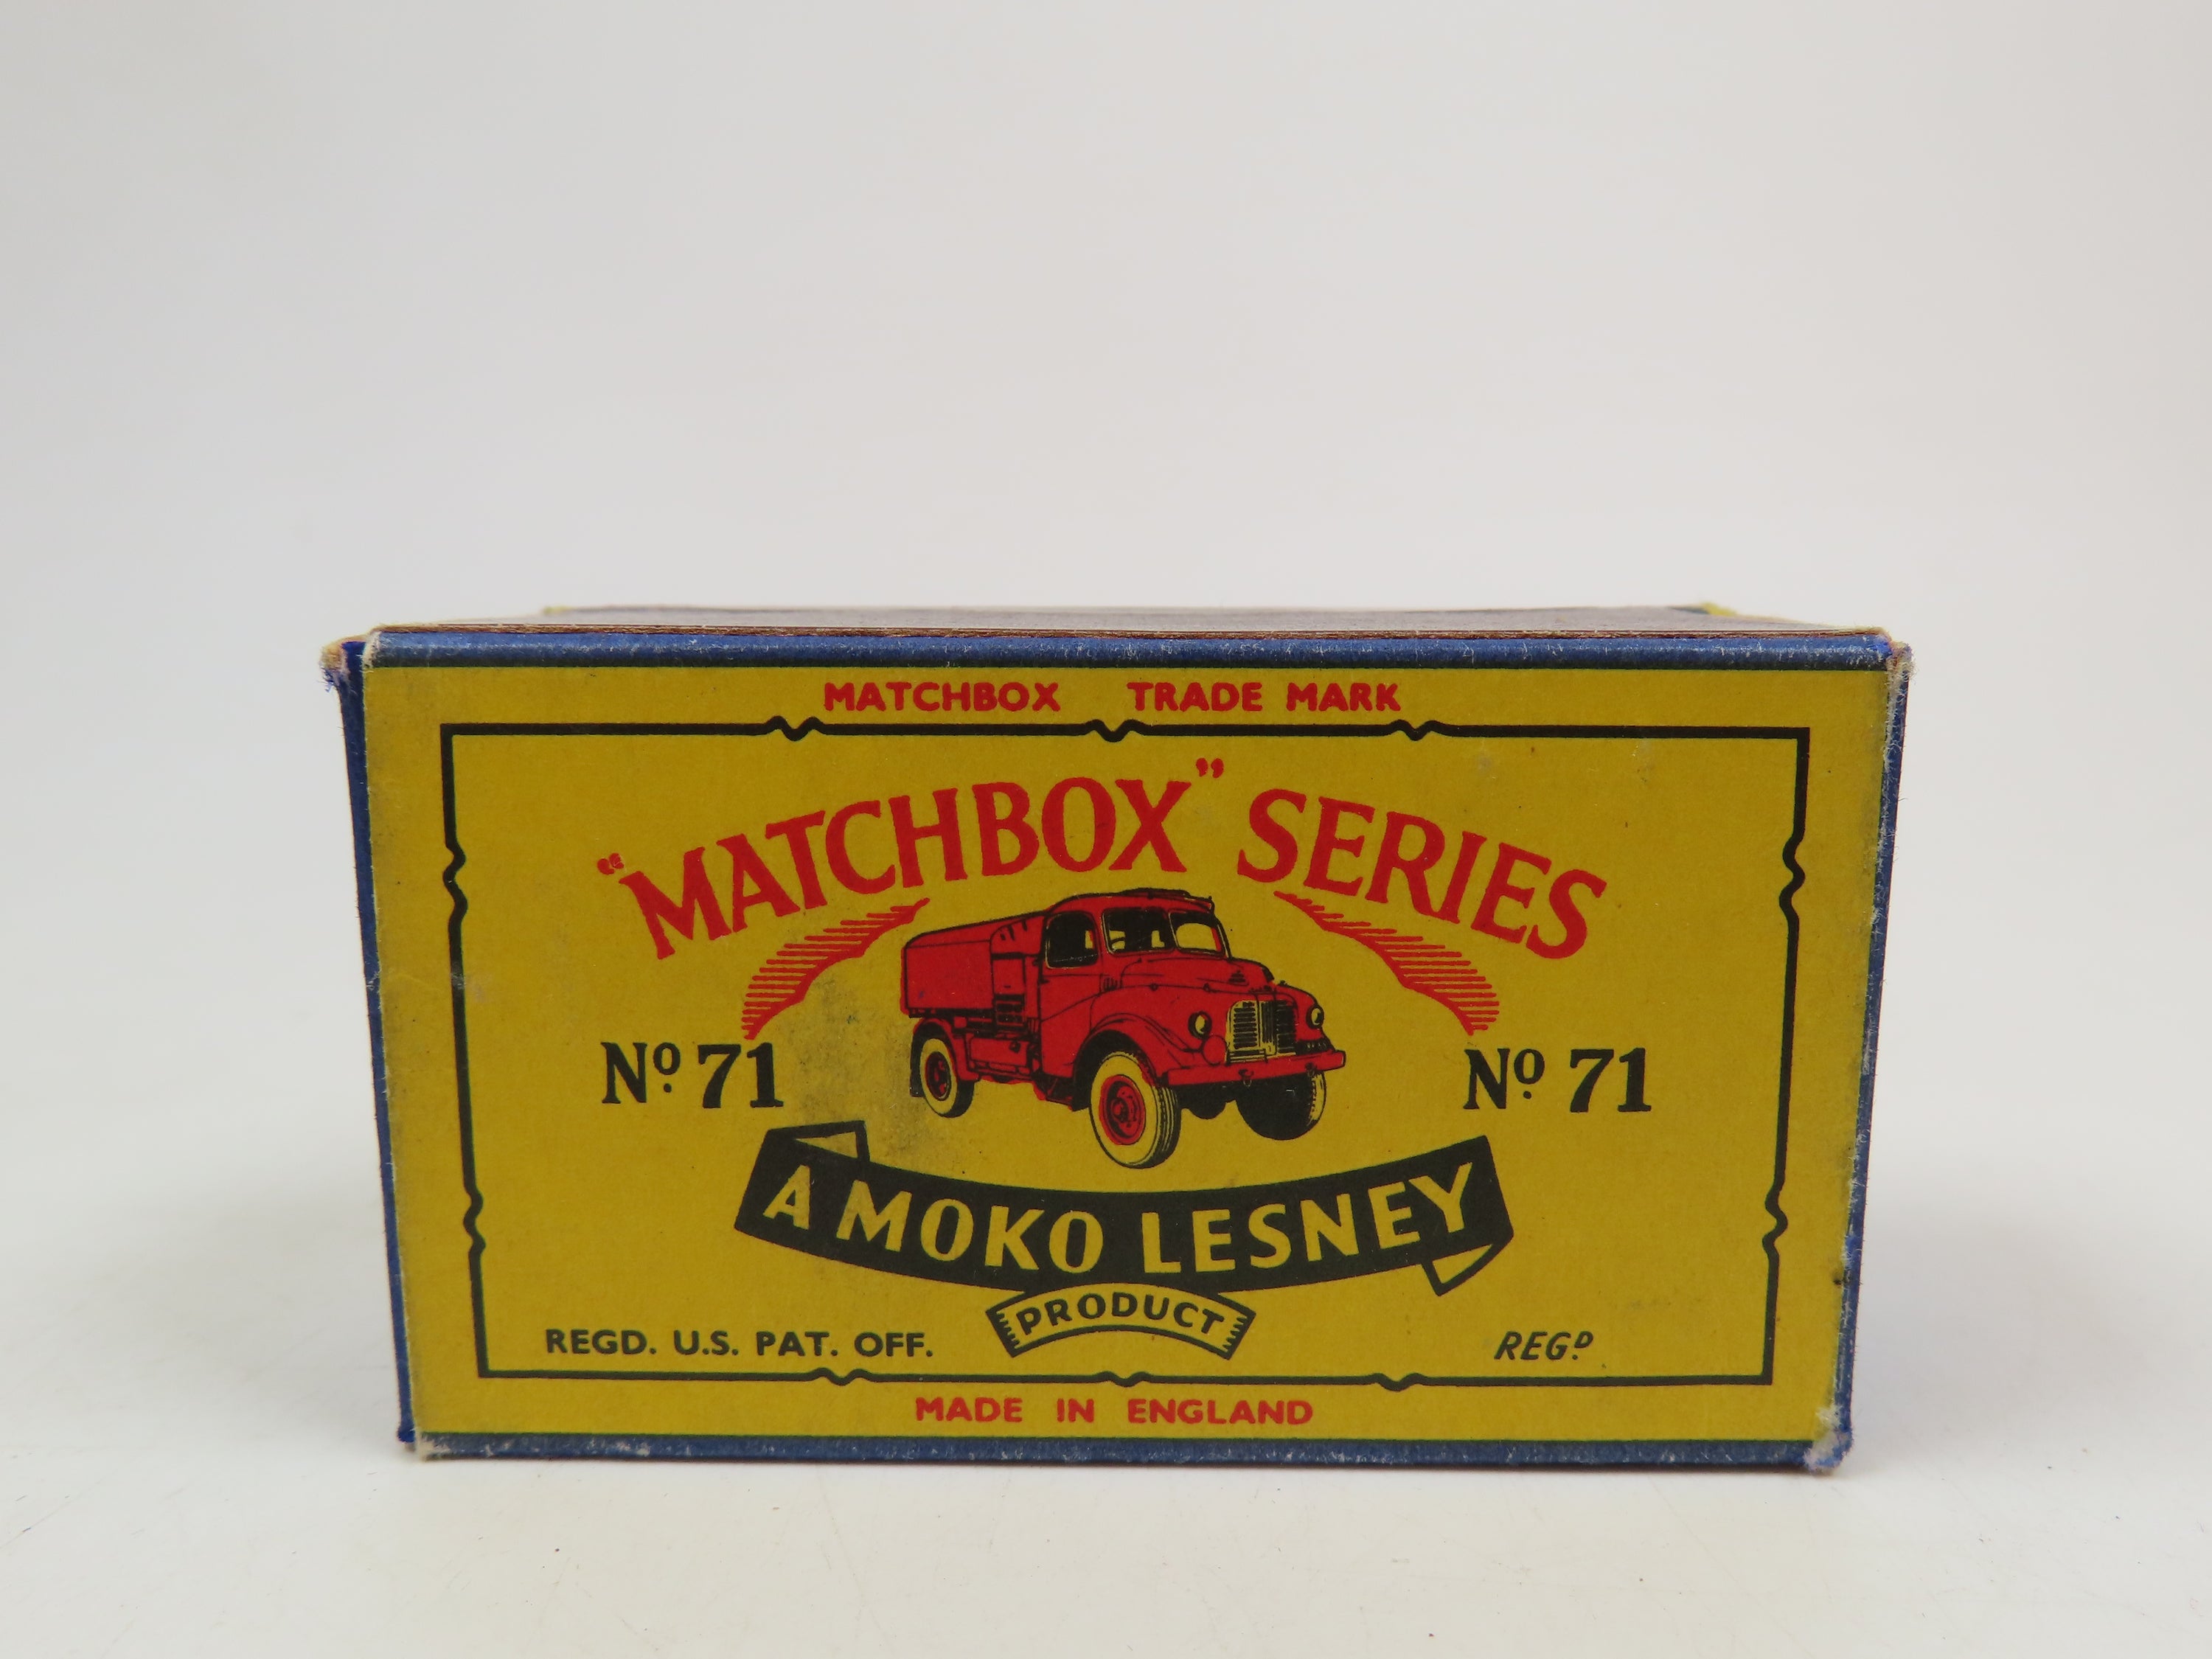 MATCHBOX TRADE MARK
“MATCHBOX” SERIES
Nº 71 Nº 71
A MOKO LESNEY
PRODUCT
REGD. U.S. PAT. OFF. REGᴰ.
MADE IN ENGLAND